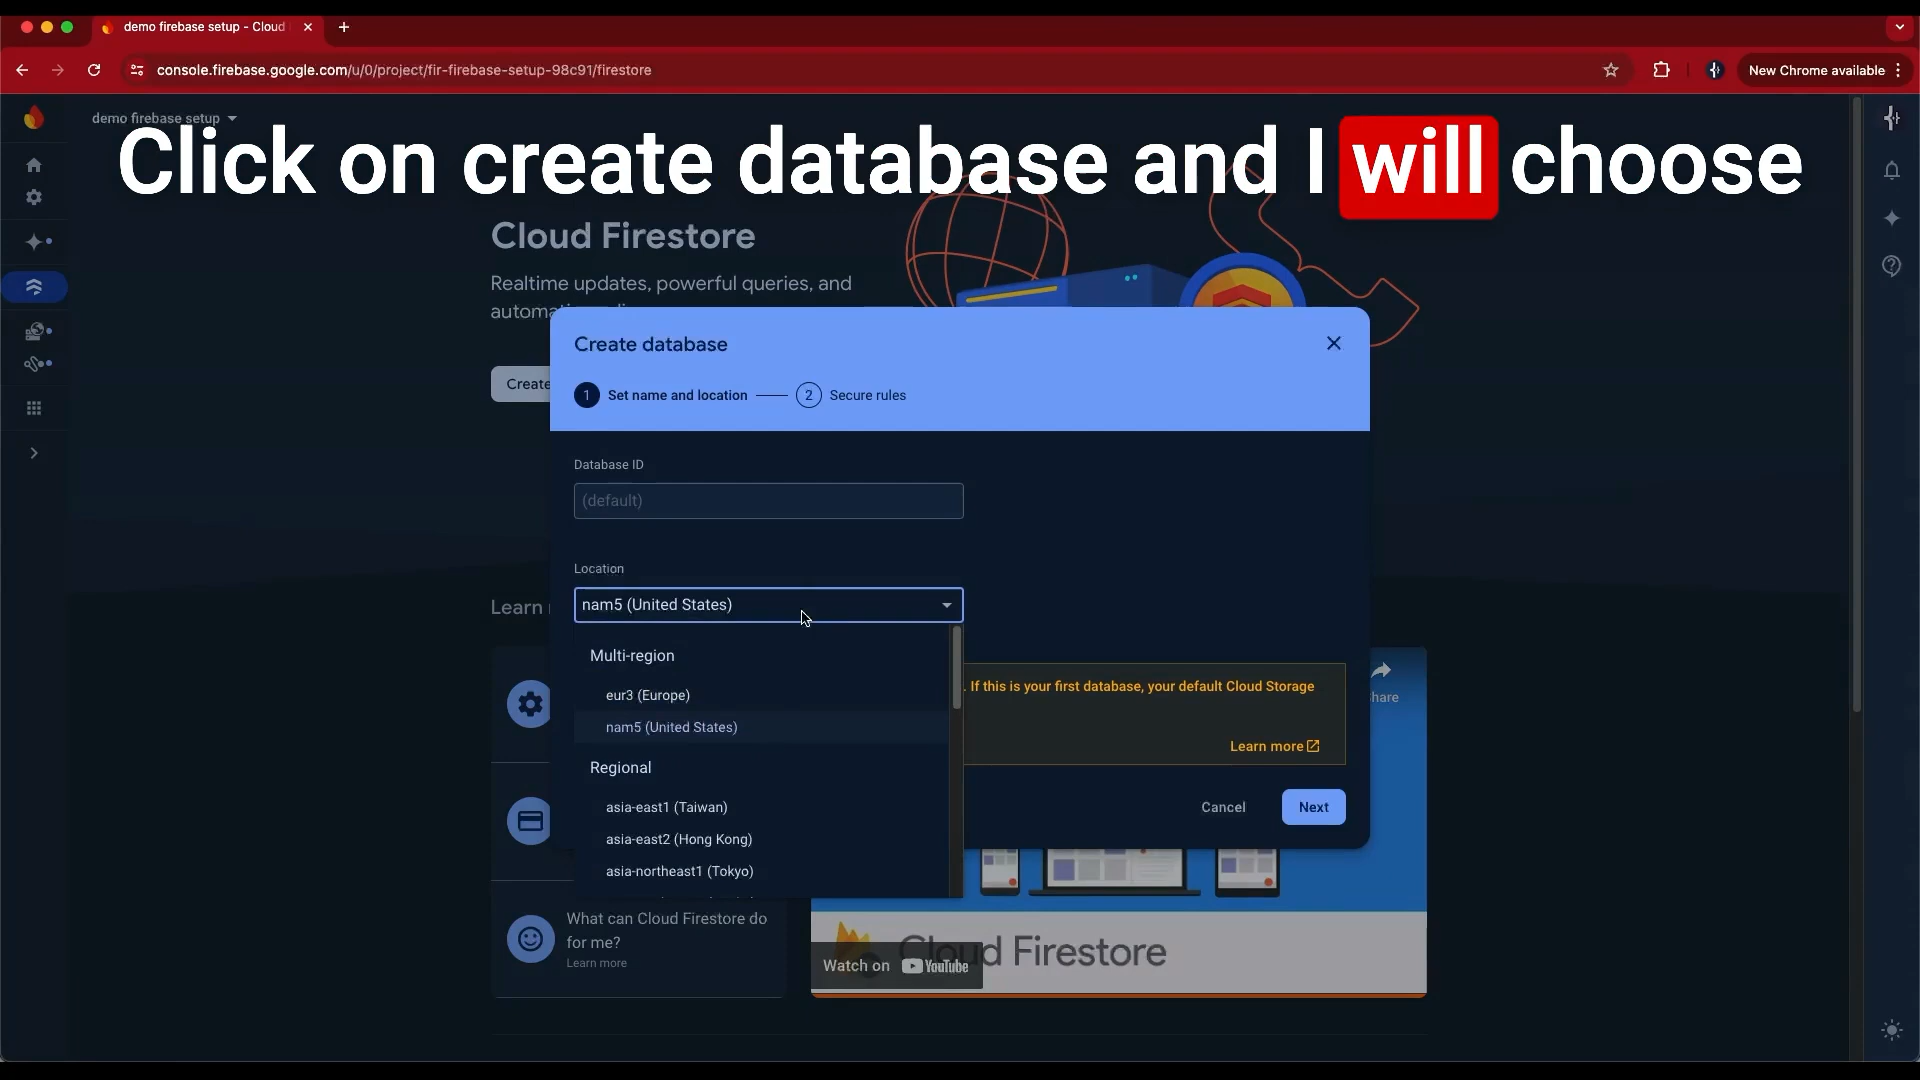 demo firebase setup - Cloud
console.firebase.google.com/u/0/project/fir-firebase-setup-98c91/firestore
New Chrome available
demo firebase setup
Click on create database and I will choose
Cloud Firestore
Realtime updates, powerful queries, and
Create
Create database
1 Set name and location
2 Secure rules
Database ID
(default)
Location
nam5 (United States)
Multi-region
eur3 (Europe)
nam5 (United States)
Regional
asia-east1 (Taiwan)
asia-east2 (Hong Kong)
asia-northeast1 (Tokyo)
. If this is your first database, your default Cloud Storage
Learn more
Cancel
Next
Learn
What can Cloud Firestore do
for me?
Learn more
Cloud Firestore
Watch on YouTube